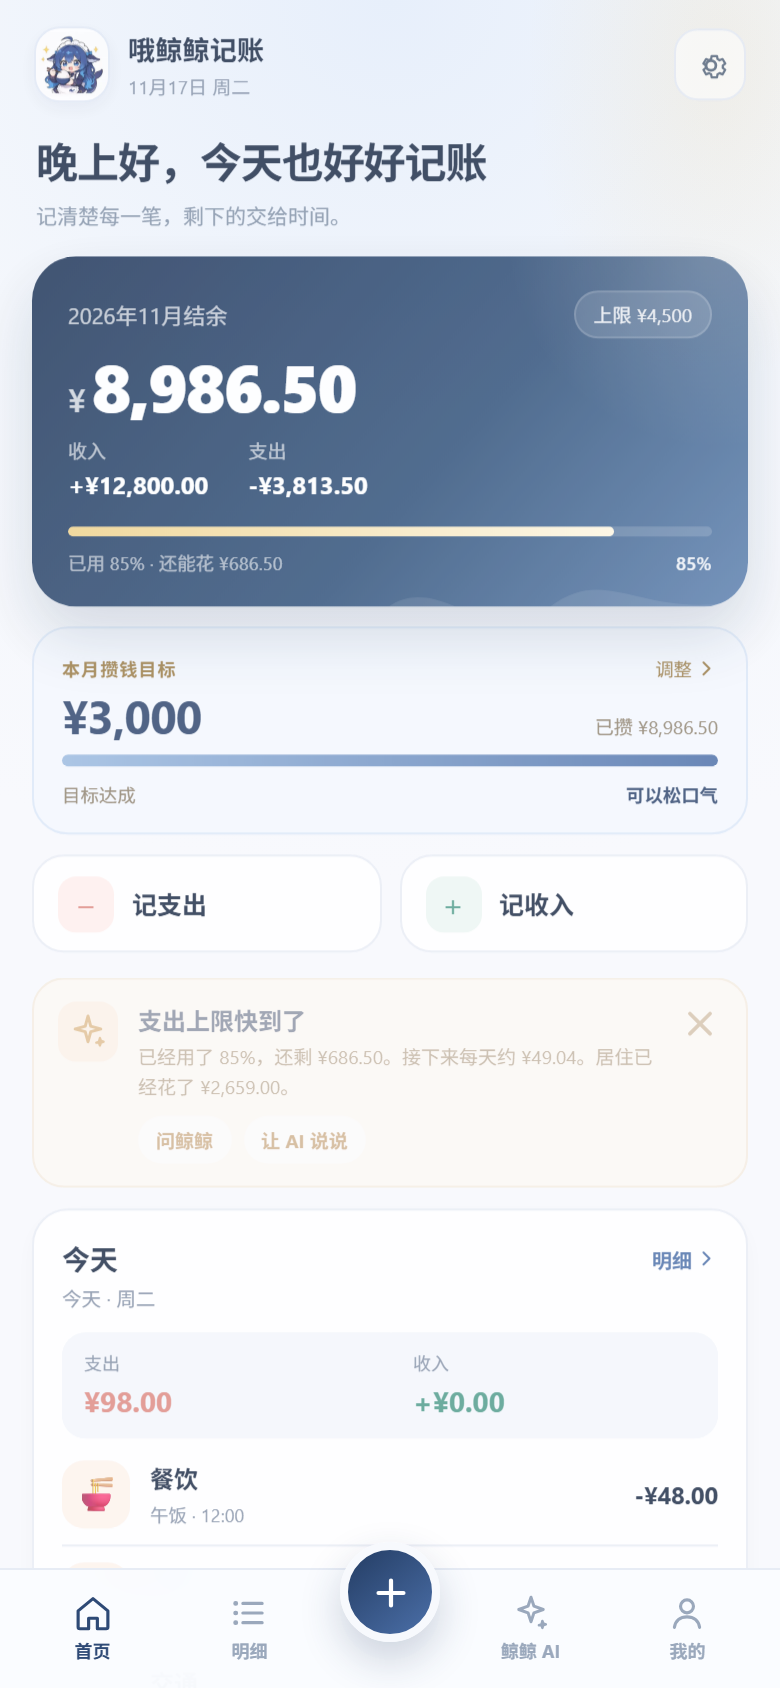 哦鲸鲸记账
11月17日 周二
晚上好，今天也好好记账
记清楚每一笔，剩下的交给时间。
2026年11月结余
上限 ¥4,500
¥ 8,986.50
收入
支出
+¥12,800.00
-¥3,813.50
已用 85% · 还能花 ¥686.50
85%
本月攒钱目标
调整
¥3,000
已攒 ¥8,986.50
目标达成
可以松口气
记支出
记收入
支出上限快到了
已经用了 85%，还剩 ¥686.50。接下来每天约 ¥49.04。居住已
经花了 ¥2,659.00。
问鲸鲸
让 AI 说说
今天
明细
今天 · 周二
支出
收入
¥98.00
+¥0.00
餐饮
午饭 · 12:00
-¥48.00
首页
明细
鲸鲸 AI
我的